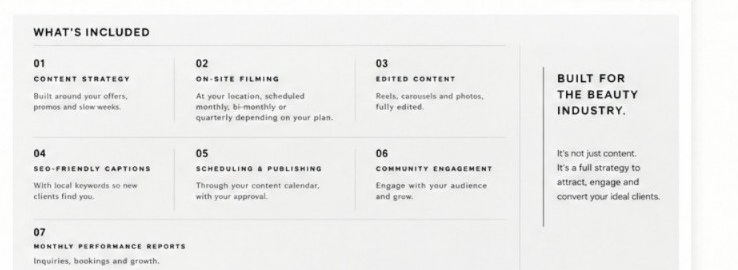 WHAT'S INCLUDED
01
CONTENT STRATEGY
Built around your offers,
promos and slow weeks.
02
ON-SITE FILMING
At your location, scheduled
monthly, bi-monthly or
quarterly depending on your plan.
03
EDITED CONTENT
Reels, carousels and photos,
fully edited.
04
SEO-FRIENDLY CAPTIONS
With local keywords so new
clients find you.
05
SCHEDULING & PUBLISHING
Through your content calendar,
with your approval.
06
COMMUNITY ENGAGEMENT
Engage with your audience
and grow.
07
MONTHLY PERFORMANCE REPORTS
Inquiries, bookings and growth.
BUILT FOR
THE BEAUTY
INDUSTRY.
It's not just content.
It's a full strategy to
attract, engage and
convert your ideal clients.